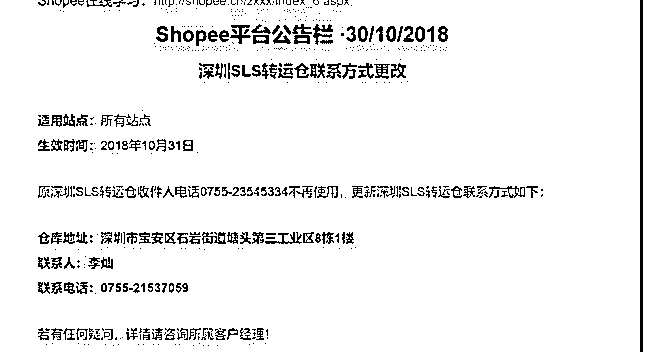 Shopee在线学习：http://shopee.cn/zxxx/index_6.aspx
Shopee平台公告栏 ·30/10/2018
深圳SLS转运仓联系方式更改
适用站点：所有站点
生效时间：2018年10月31日
原深圳SLS转运仓收件人电话0755-23545334不再使用，更新深圳SLS转运仓联系方式如下：
仓库地址：深圳市宝安区石岩街道塘头第三工业区8栋1楼
联系人：李灿
联系电话：0755-21537059
若有任何疑问，详情请咨询所属客户经理！